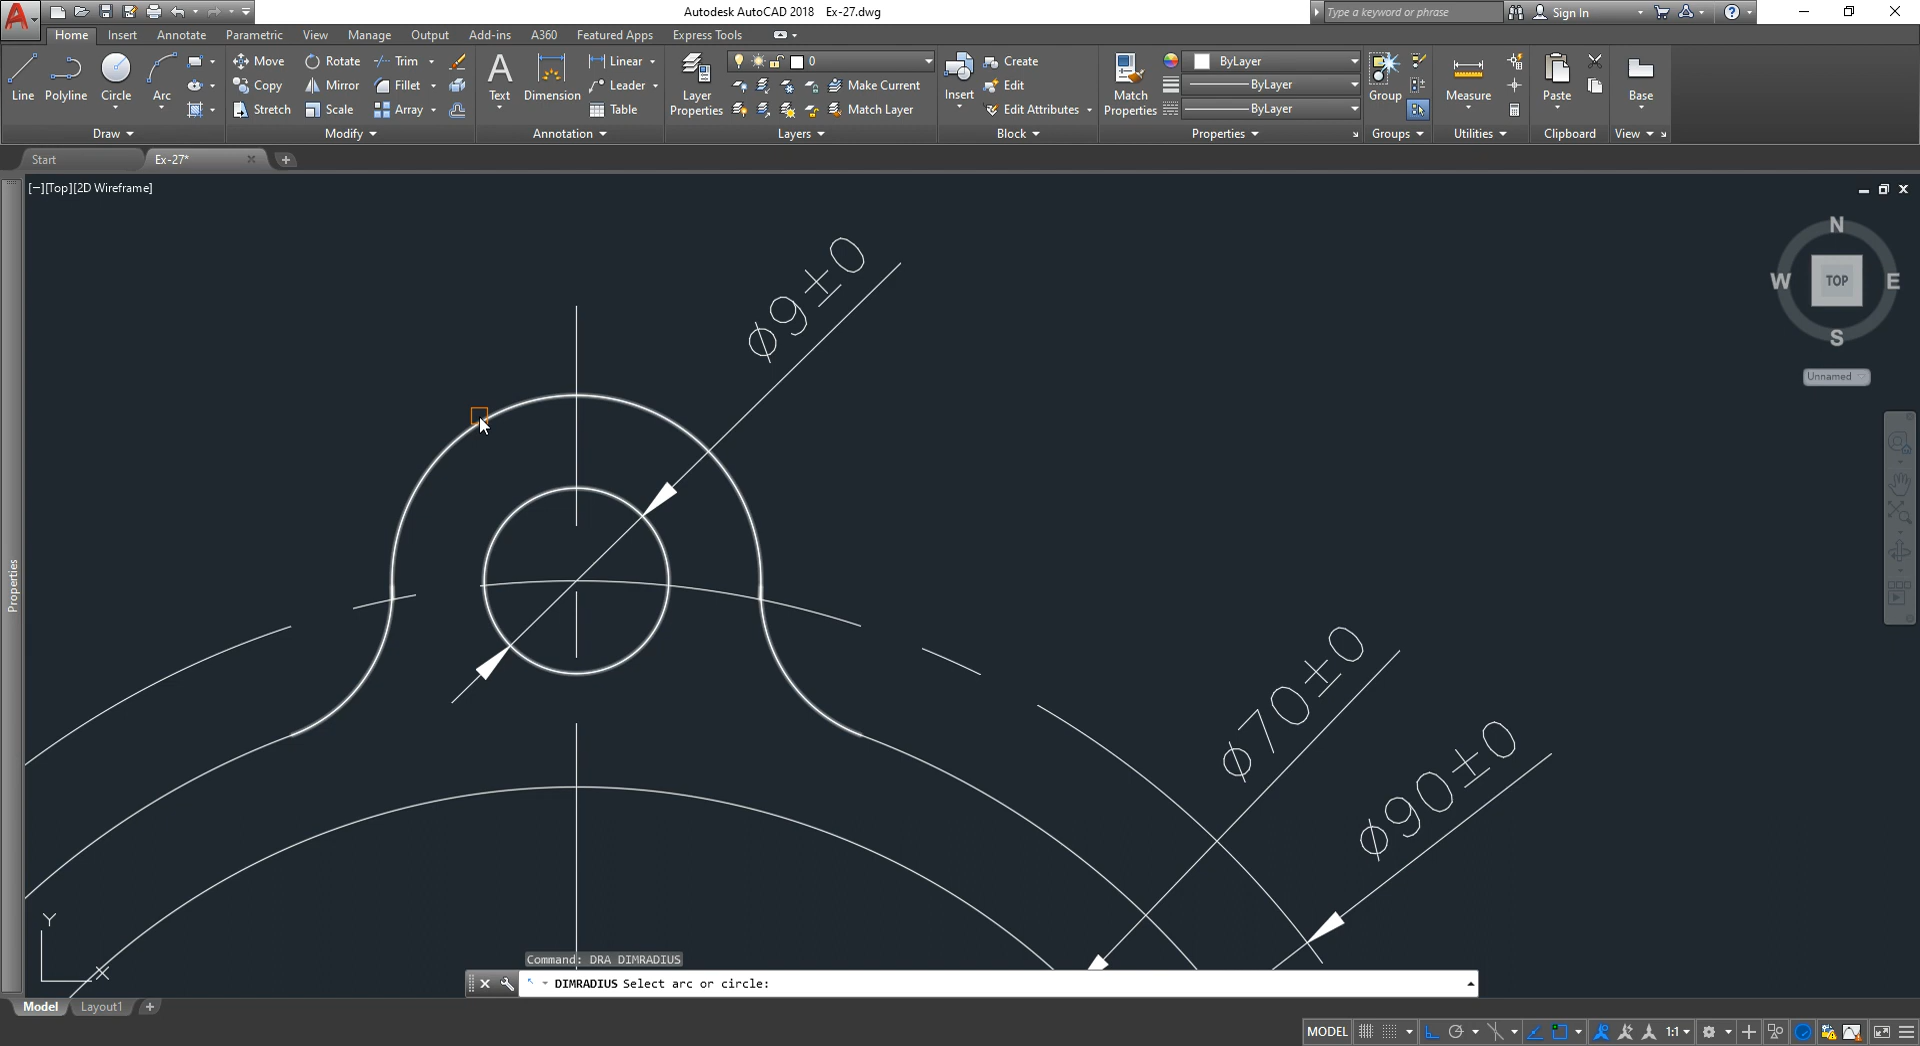 Autodesk AutoCAD 2018 Ex-27.dwg
Type a keyword or phrase
Sign In
Home Insert Annotate Parametric View Manage Output Add-ins A360 Featured Apps Express Tools
Line Polyline Circle Arc
Draw
Move Rotate Trim
Copy Mirror Fillet
Stretch Scale Array
Modify
Text Dimension
Linear
Leader
Table
Annotation
Layer Properties
0
Make Current
Match Layer
Layers
Insert
Create
Edit
Edit Attributes
Block
Match Properties
ByLayer
ByLayer
ByLayer
Properties
Group
Groups
Measure
Utilities
Paste
Clipboard
Base
View
Start
Ex-27*
[−][Top][2D Wireframe]
N
W TOP E
S
Unnamed
Properties
⌀9±0
⌀70±0
⌀90±0
Y
X
Command: DRA DIMRADIUS
DIMRADIUS Select arc or circle:
Model Layout1
MODEL
1:1